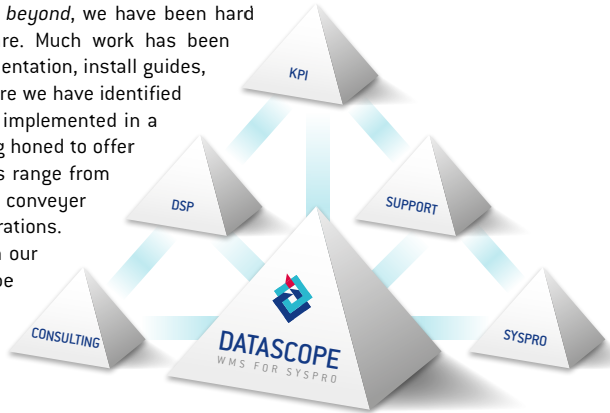 beyond, we have been hard
re. Much work has been
entation, install guides,
re we have identified
implemented in a
g honed to offer
s range from
conveyer
rations.
n our
pe
KPI
DSP
SUPPORT
CONSULTING
DATASCOPE
WMS FOR SYSPRO
SYSPRO